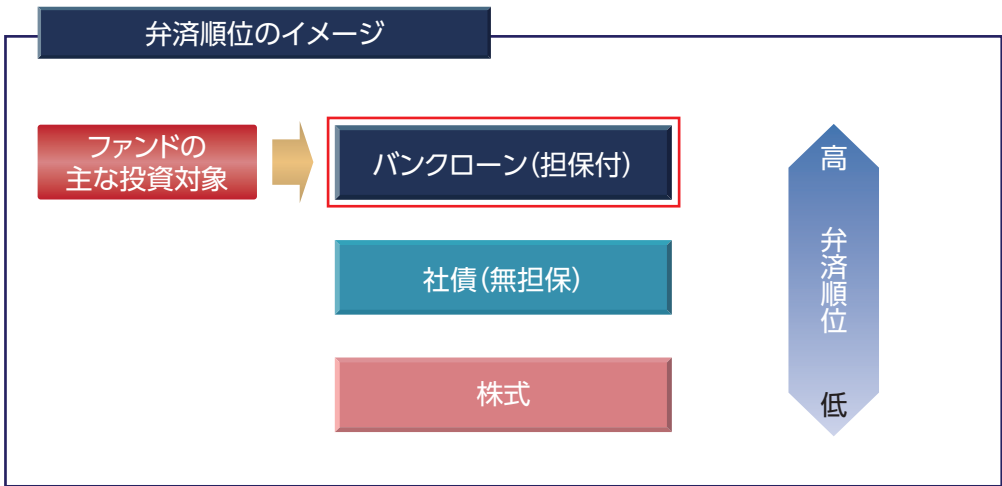 弁済順位のイメージ
ファンドの
主な投資対象
バンクローン(担保付)
社債(無担保)
株式
高
弁済順位
低